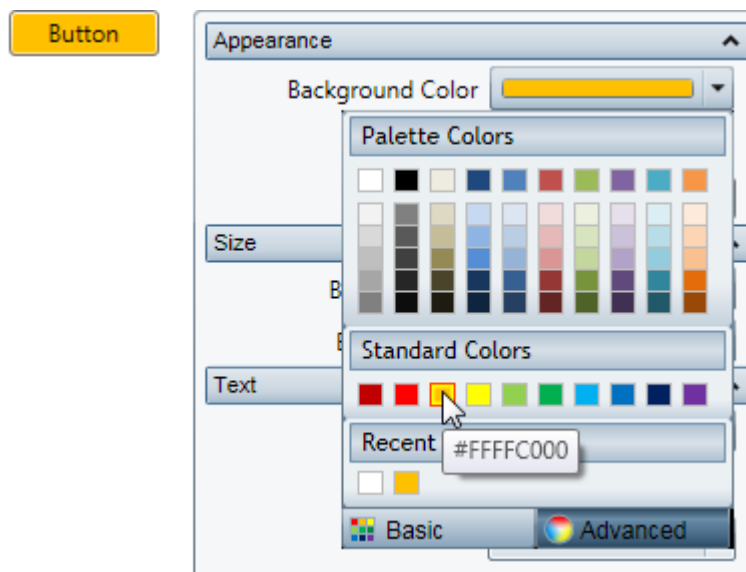 Button
Appearance
Background Color
Palette Colors
Size
B
Standard Colors
Text
Recent
#FFFFC000
Basic
Advanced